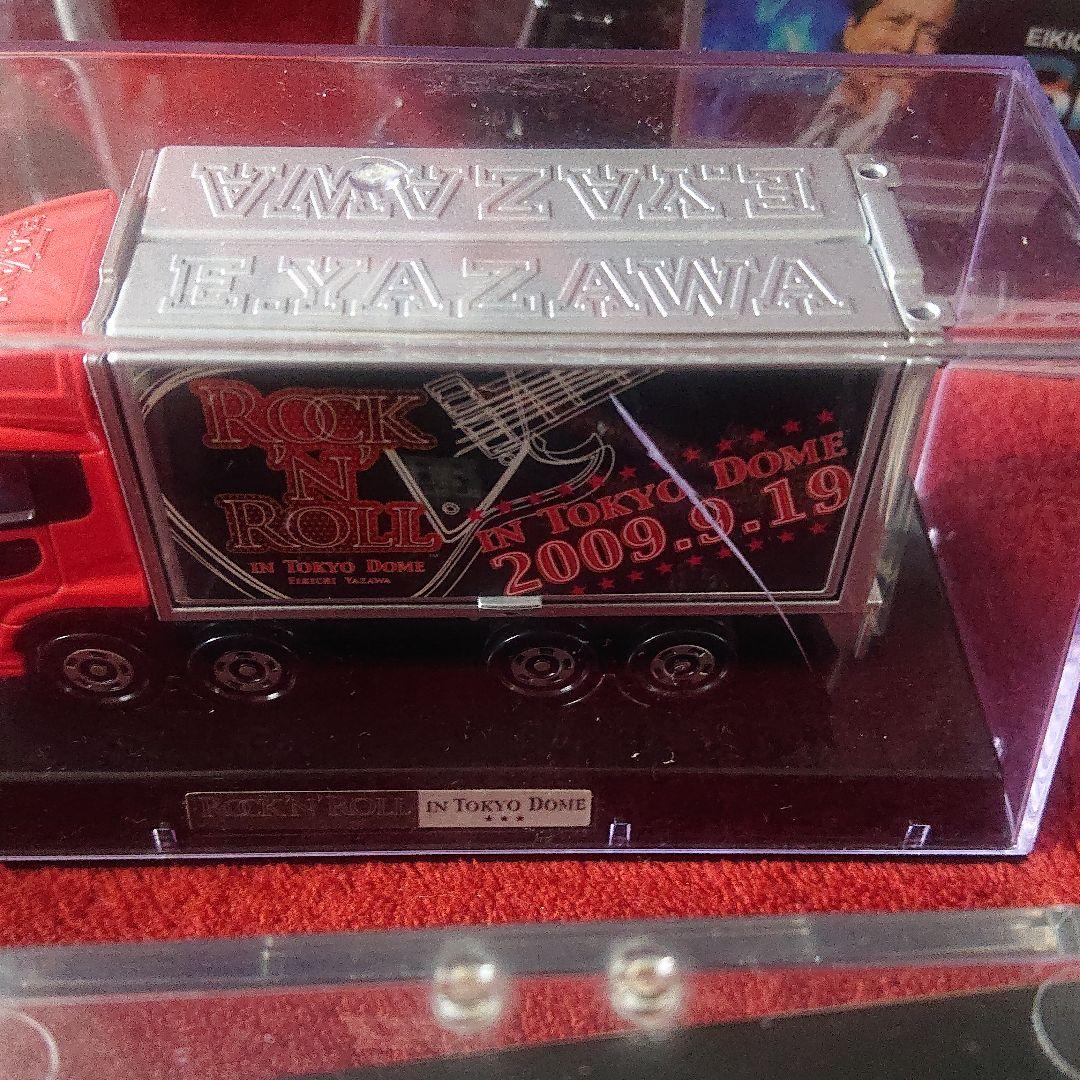 EIKIC
E.YAZAWA
E.YAZAWA
ROCK
'N'
ROLL
IN TOKYO DOME
EIKICHI YAZAWA
IN TOKYO DOME
2009.9.19
ROCK'N' ROLL IN TOKYO DOME